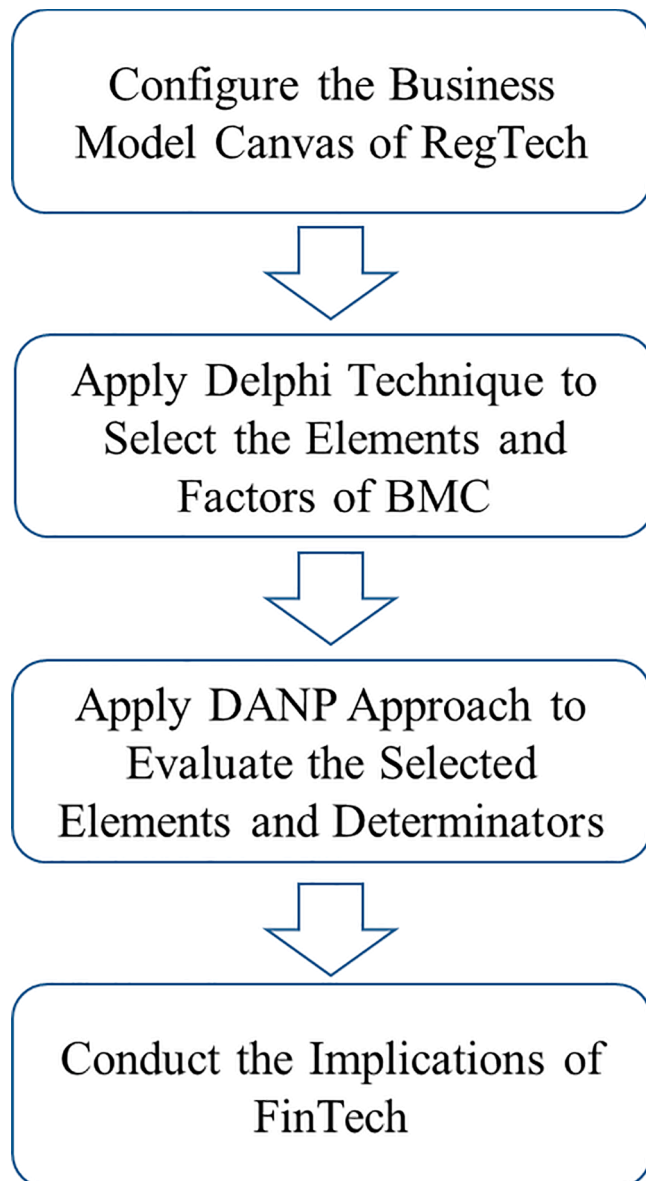 Configure the Business
Model Canvas of RegTech
Apply Delphi Technique to
Select the Elements and
Factors of BMC
Apply DANP Approach to
Evaluate the Selected
Elements and Determinators
Conduct the Implications of
FinTech